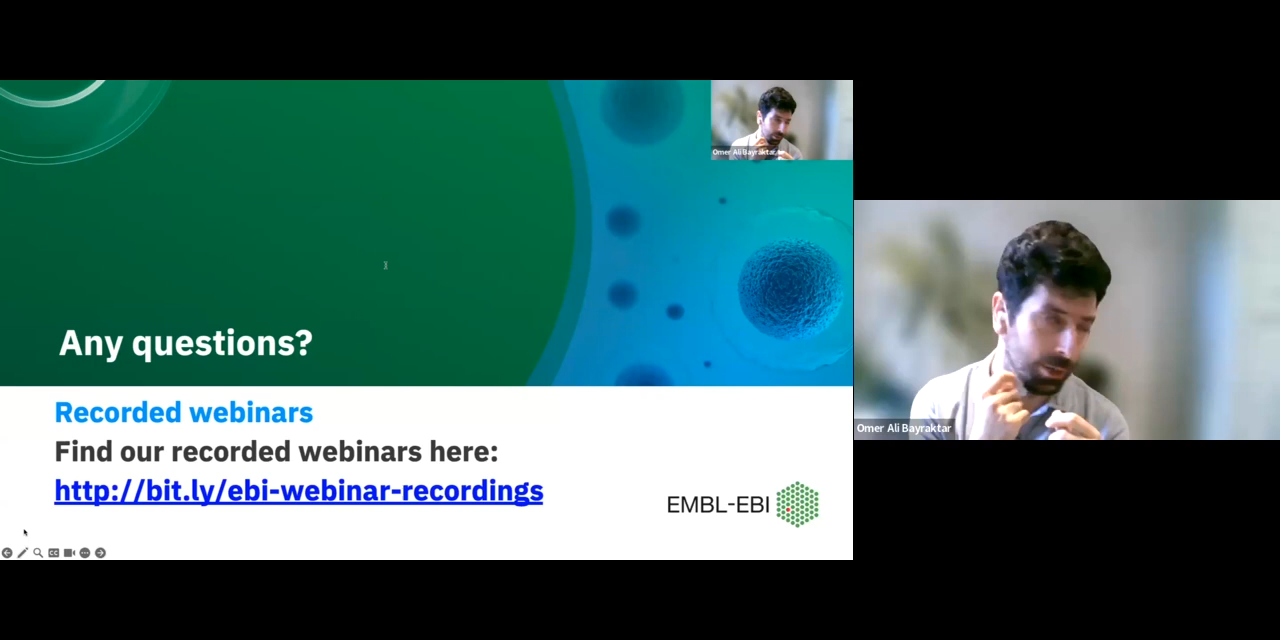 Omer Ali Bayraktar
Any questions?
Recorded webinars
Find our recorded webinars here:
http://bit.ly/ebi-webinar-recordings
EMBL-EBI
CC
Omer Ali Bayraktar